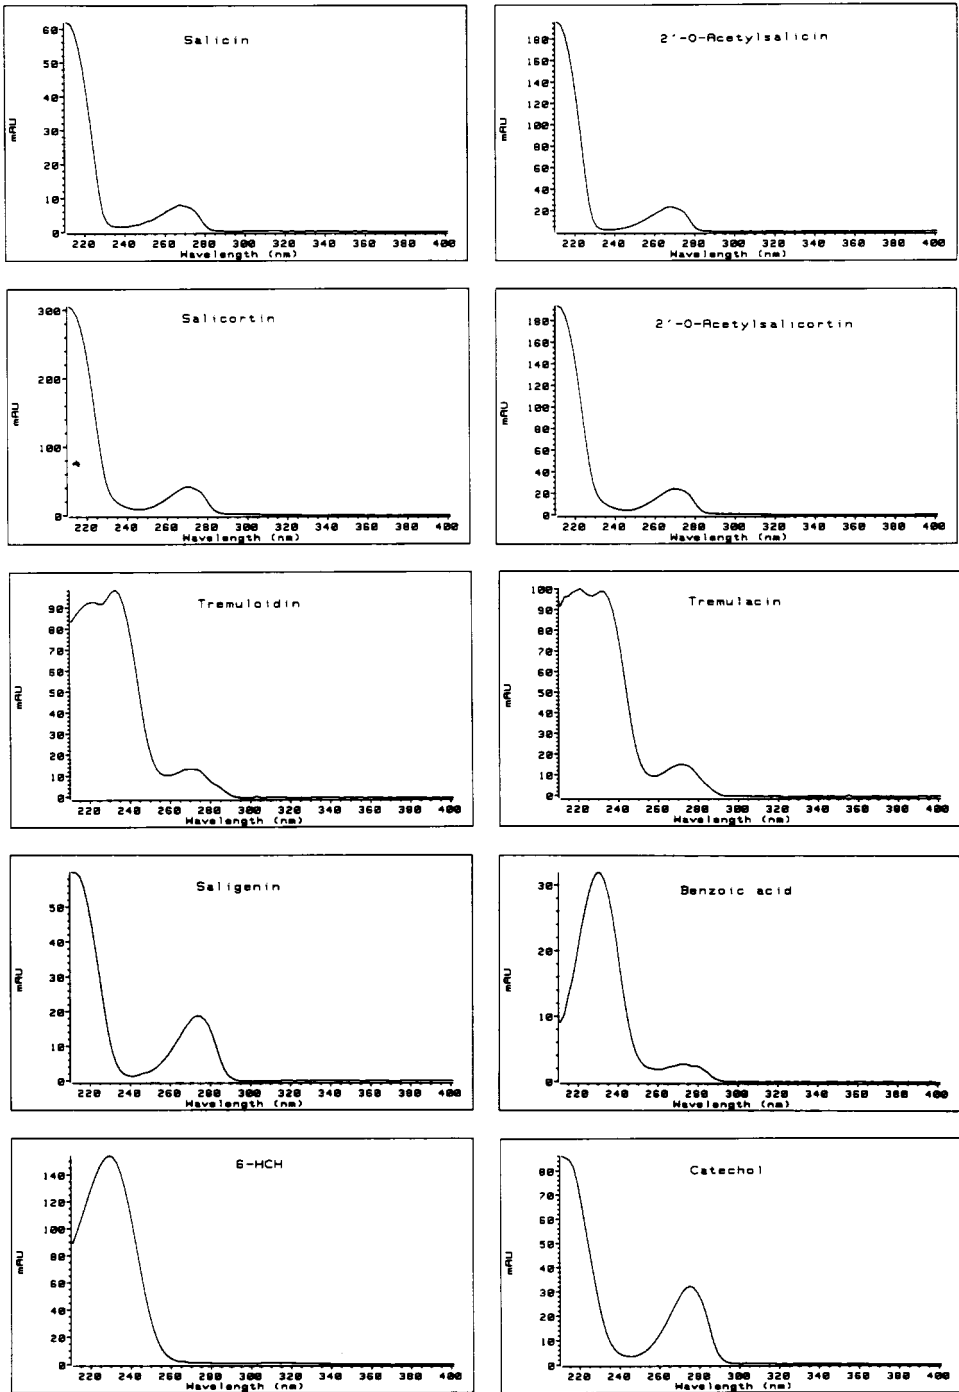 Salicin
mAU
60
50
40
30
20
10
0
220 240 260 280 300 320 340 360 380 400
Wavelength (nm)
2'-O-Acetylsalicin
mAU
180
160
140
120
100
80
60
40
20
220 240 260 280 300 320 340 360 380 400
Wavelength (nm)
Salicortin
mAU
300
200
100
0
220 240 260 280 300 320 340 360 380 400
Wavelength (nm)
2'-O-Acetylsalicortin
mAU
180
160
140
120
100
80
60
40
20
0
220 240 260 280 300 320 340 360 380 400
Wavelength (nm)
Tremuloidin
mAU
90
80
70
60
50
40
30
20
10
0
220 240 260 280 300 320 340 360 380 400
Wavelength (nm)
Tremulacin
mAU
100
90
80
70
60
50
40
30
20
10
0
220 240 260 280 300 320 340 360 380 400
Wavelength (nm)
Saligenin
mAU
50
40
30
20
10
0
220 240 260 280 300 320 340 360 380 400
Wavelength (nm)
Benzoic acid
mAU
30
20
10
0
220 240 260 280 300 320 340 360 380 400
Wavelength (nm)
6-HCH
mAU
140
120
100
80
60
40
20
0
220 240 260 280 300 320 340 360 380 400
Wavelength (nm)
Catechol
mAU
80
70
60
50
40
30
20
10
0
220 240 260 280 300 320 340 360 380 400
Wavelength (nm)